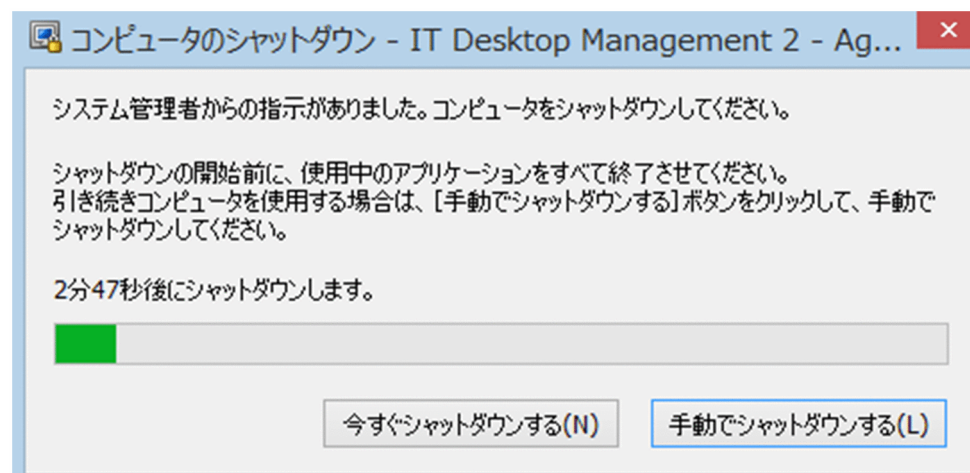 コンピュータのシャットダウン - IT Desktop Management 2 - Ag...
システム管理者からの指示がありました。コンピュータをシャットダウンしてください。
シャットダウンの開始前に、使用中のアプリケーションをすべて終了させてください。
引き続きコンピュータを使用する場合は、[手動でシャットダウンする]ボタンをクリックして、手動で
シャットダウンしてください。
2分47秒後にシャットダウンします。
今すぐシャットダウンする(N)
手動でシャットダウンする(L)